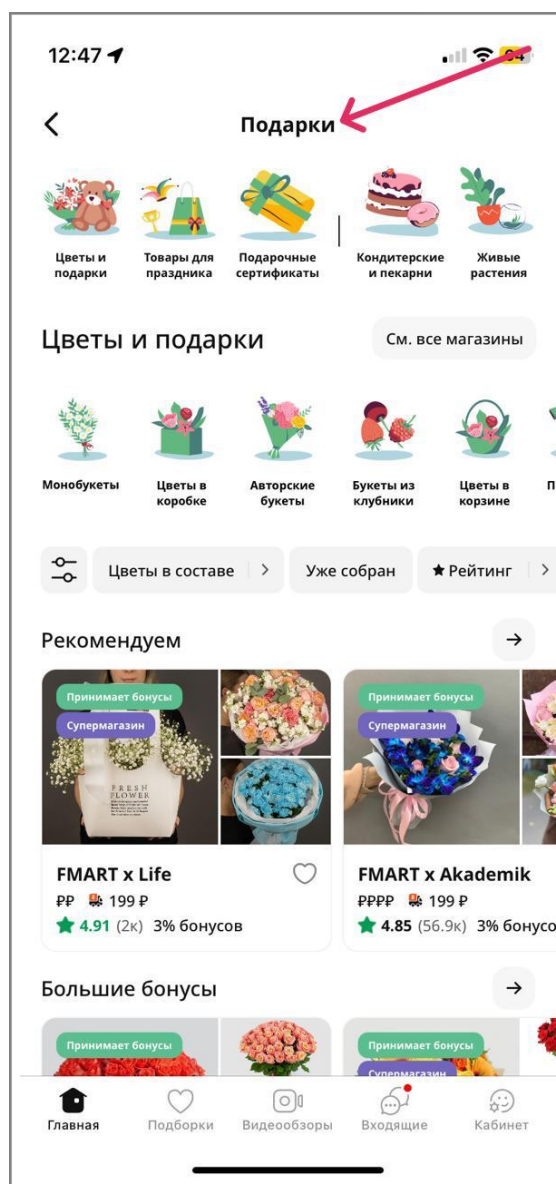 12:47
Подарки
Цветы и подарки
Товары для праздника
Подарочные сертификаты
Кондитерские и пекарни
Живые растения
Цветы и подарки
См. все магазины
Монобукеты
Цветы в коробке
Авторские букеты
Букеты из клубники
Цветы в корзине
П
Цветы в составе
Уже собран
Рейтинг
Рекомендуем
Принимает бонусы
Супермагазин
FRESH
FLOWER
Принимает бонусы
Супермагазин
FMART x Life
₽₽ 199 ₽
4.91 (2к) 3% бонусов
FMART x Akademik
₽₽₽₽ 199 ₽
4.85 (56.9к) 3% бонусо
Большие бонусы
Принимает бонусы
Принимает бонусы
Супермагазин
Главная
Подборки
Видеообзоры
Входящие
Кабинет